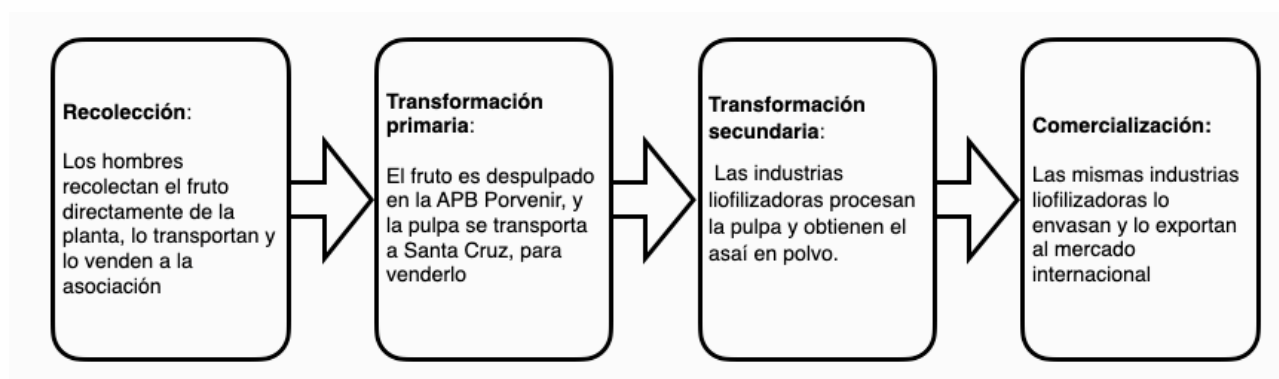 Recolección:
Los hombres
recolectan el fruto
directamente de la
planta, lo transportan y
lo venden a la
asociación
Transformación
primaria:
El fruto es despulpado
en la APB Porvenir, y
la pulpa se transporta
a Santa Cruz, para
venderlo
Transformación
secundaria:
Las industrias
liofilizadoras procesan
la pulpa y obtienen el
asaí en polvo.
Comercialización:
Las mismas industrias
liofilizadoras lo
envasan y lo exportan
al mercado
internacional